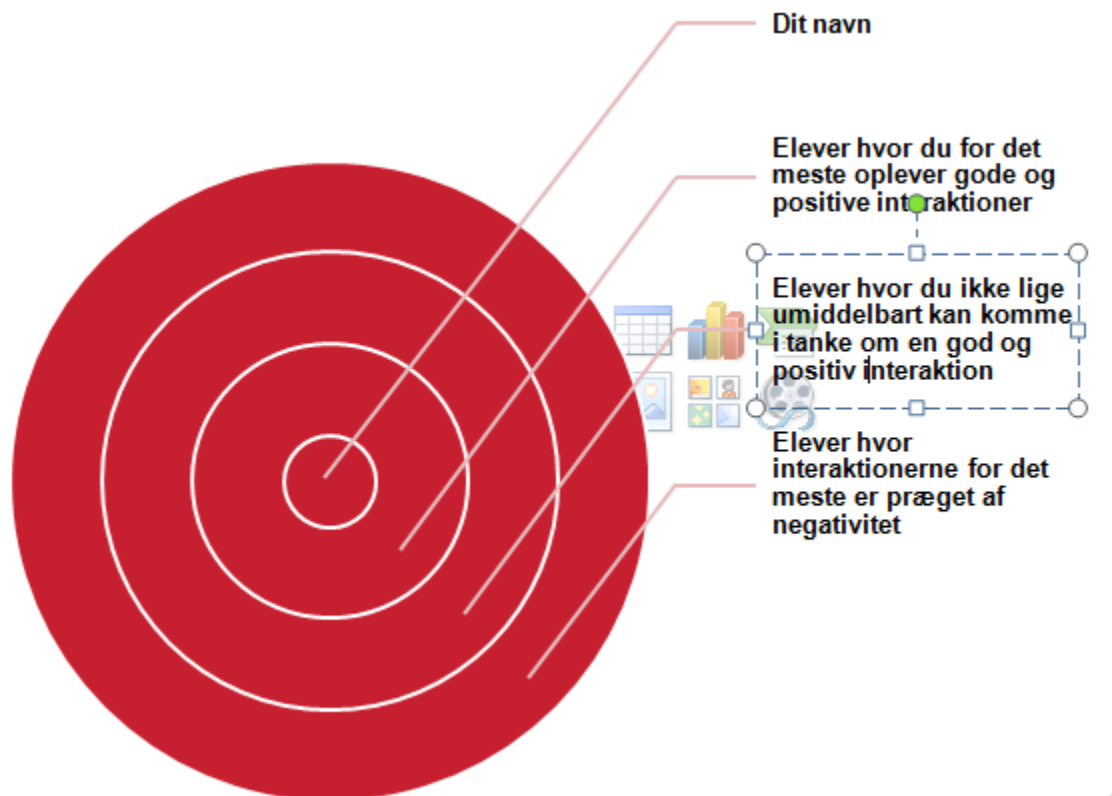 Dit navn
Elever hvor du for det
meste oplever gode og
positive interaktioner
Elever hvor du ikke lige
umiddelbart kan komme
i tanke om en god og
positiv interaktion
Elever hvor
interaktionerne for det
meste er præget af
negativitet